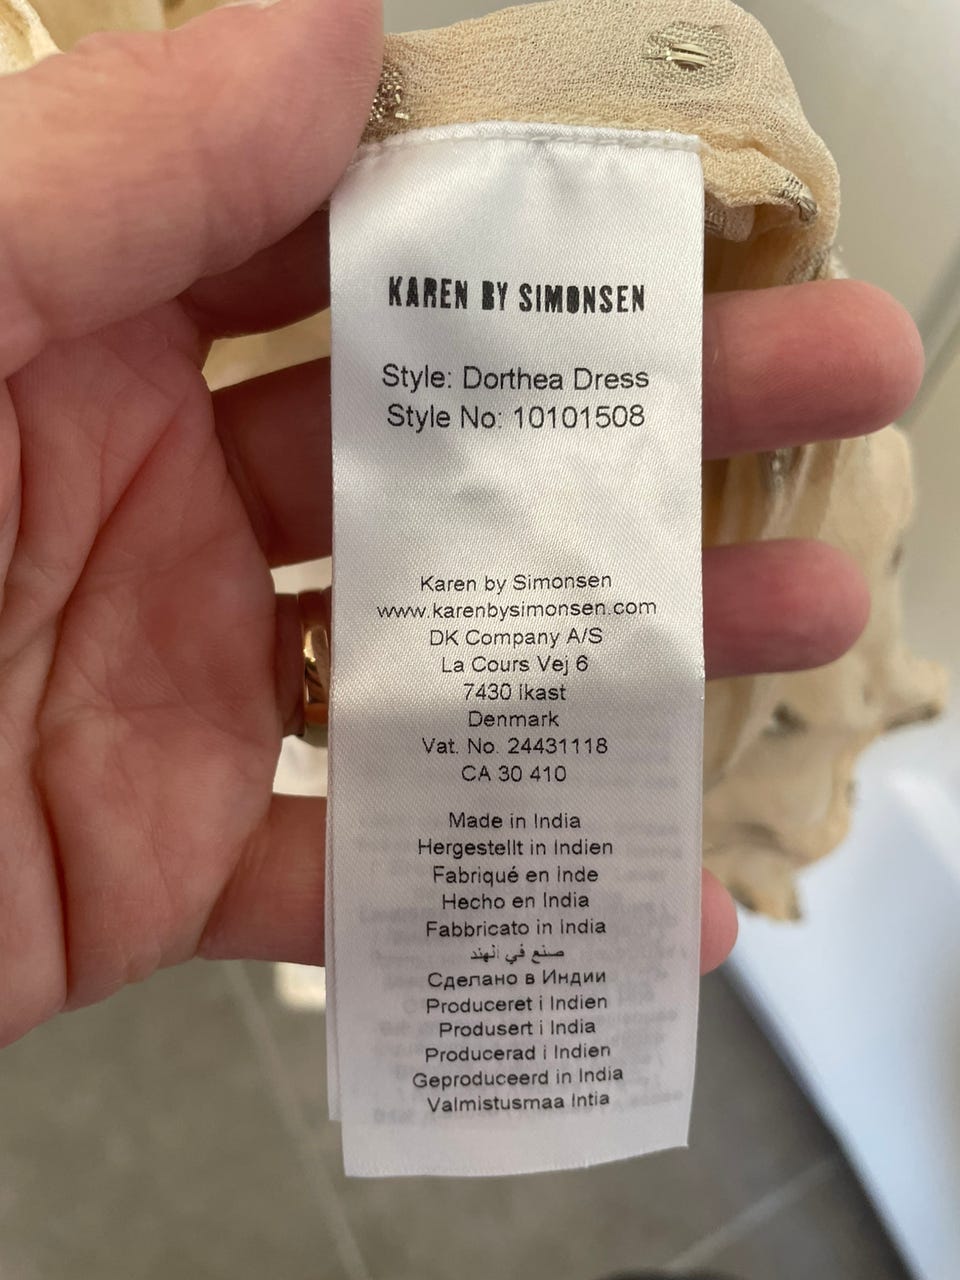 KAREN BY SIMONSEN
Style: Dorthea Dress
Style No: 10101508
Karen by Simonsen
www.karenbysimonsen.com
DK Company A/S
La Cours Vej 6
7430 Ikast
Denmark
Vat. No. 24431118
CA 30 410
Made in India
Hergestellt in Indien
Fabriqué en Inde
Hecho en India
Fabbricato in India
صنع في الهند
Сделано в Индии
Produceret i Indien
Produsert i India
Producerad i Indien
Geproduceerd in India
Valmistusmaa Intia